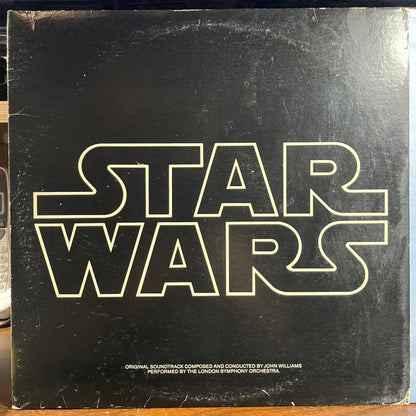 STAR
WARS
ORIGINAL SOUNDTRACK COMPOSED AND CONDUCTED BY JOHN WILLIAMS
PERFORMED BY THE LONDON SYMPHONY ORCHESTRA.